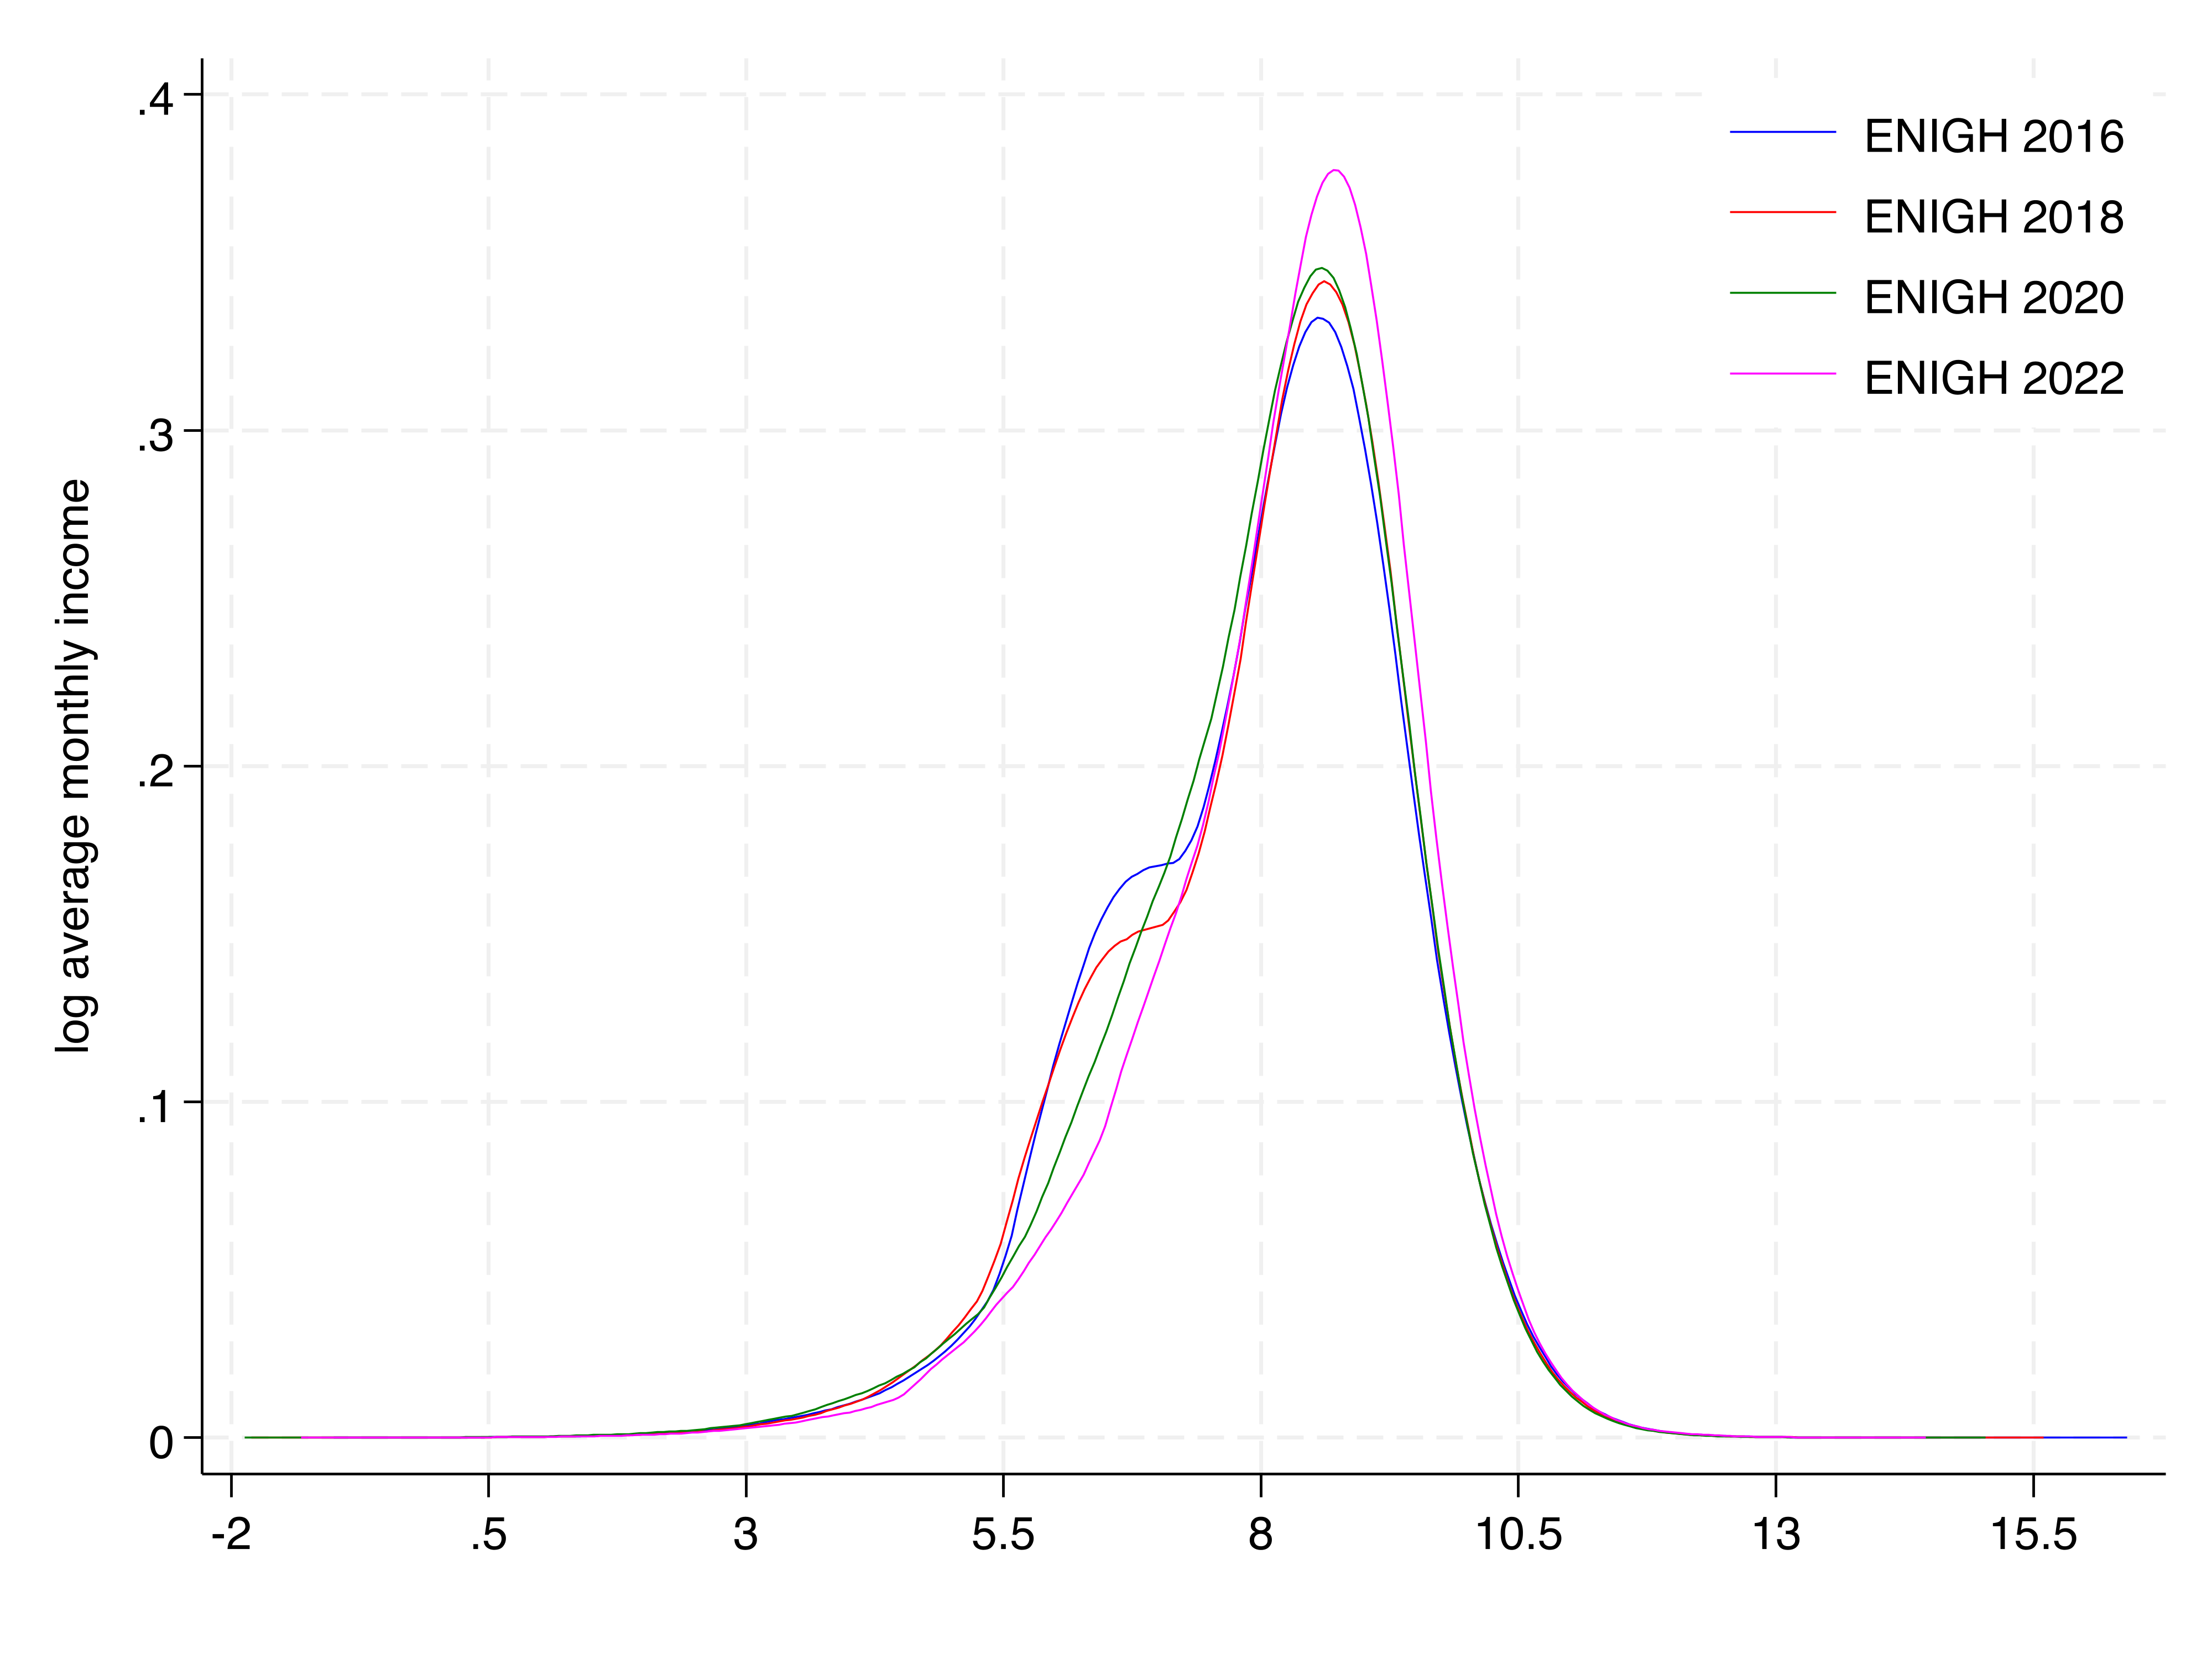 .4
.3
.2
.1
0
log average monthly income
ENIGH 2016
ENIGH 2018
ENIGH 2020
ENIGH 2022
-2 .5 3 5.5 8 10.5 13 15.5